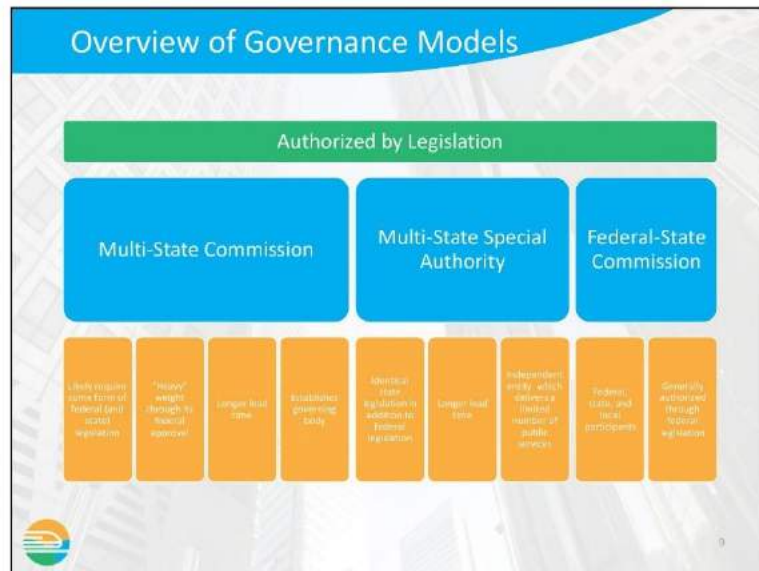 Overview of Governance Models
Authorized by Legislation
Multi-State Commission
Multi-State Special
Authority
Federal-State
Commission
Likely require
some form of
federal (and
state) legislation
"Heavy"
weight
through its
federal approval
Longer lead
time
Establishes
governing
body
Identical
state
legislation in
addition to
Federal
legislation
Longer lead
time
Independent
entity which
delivers a
limited
number of
public
services
Federal,
state, and
local
participants
Generally
authorized
through
federal
legislation
9